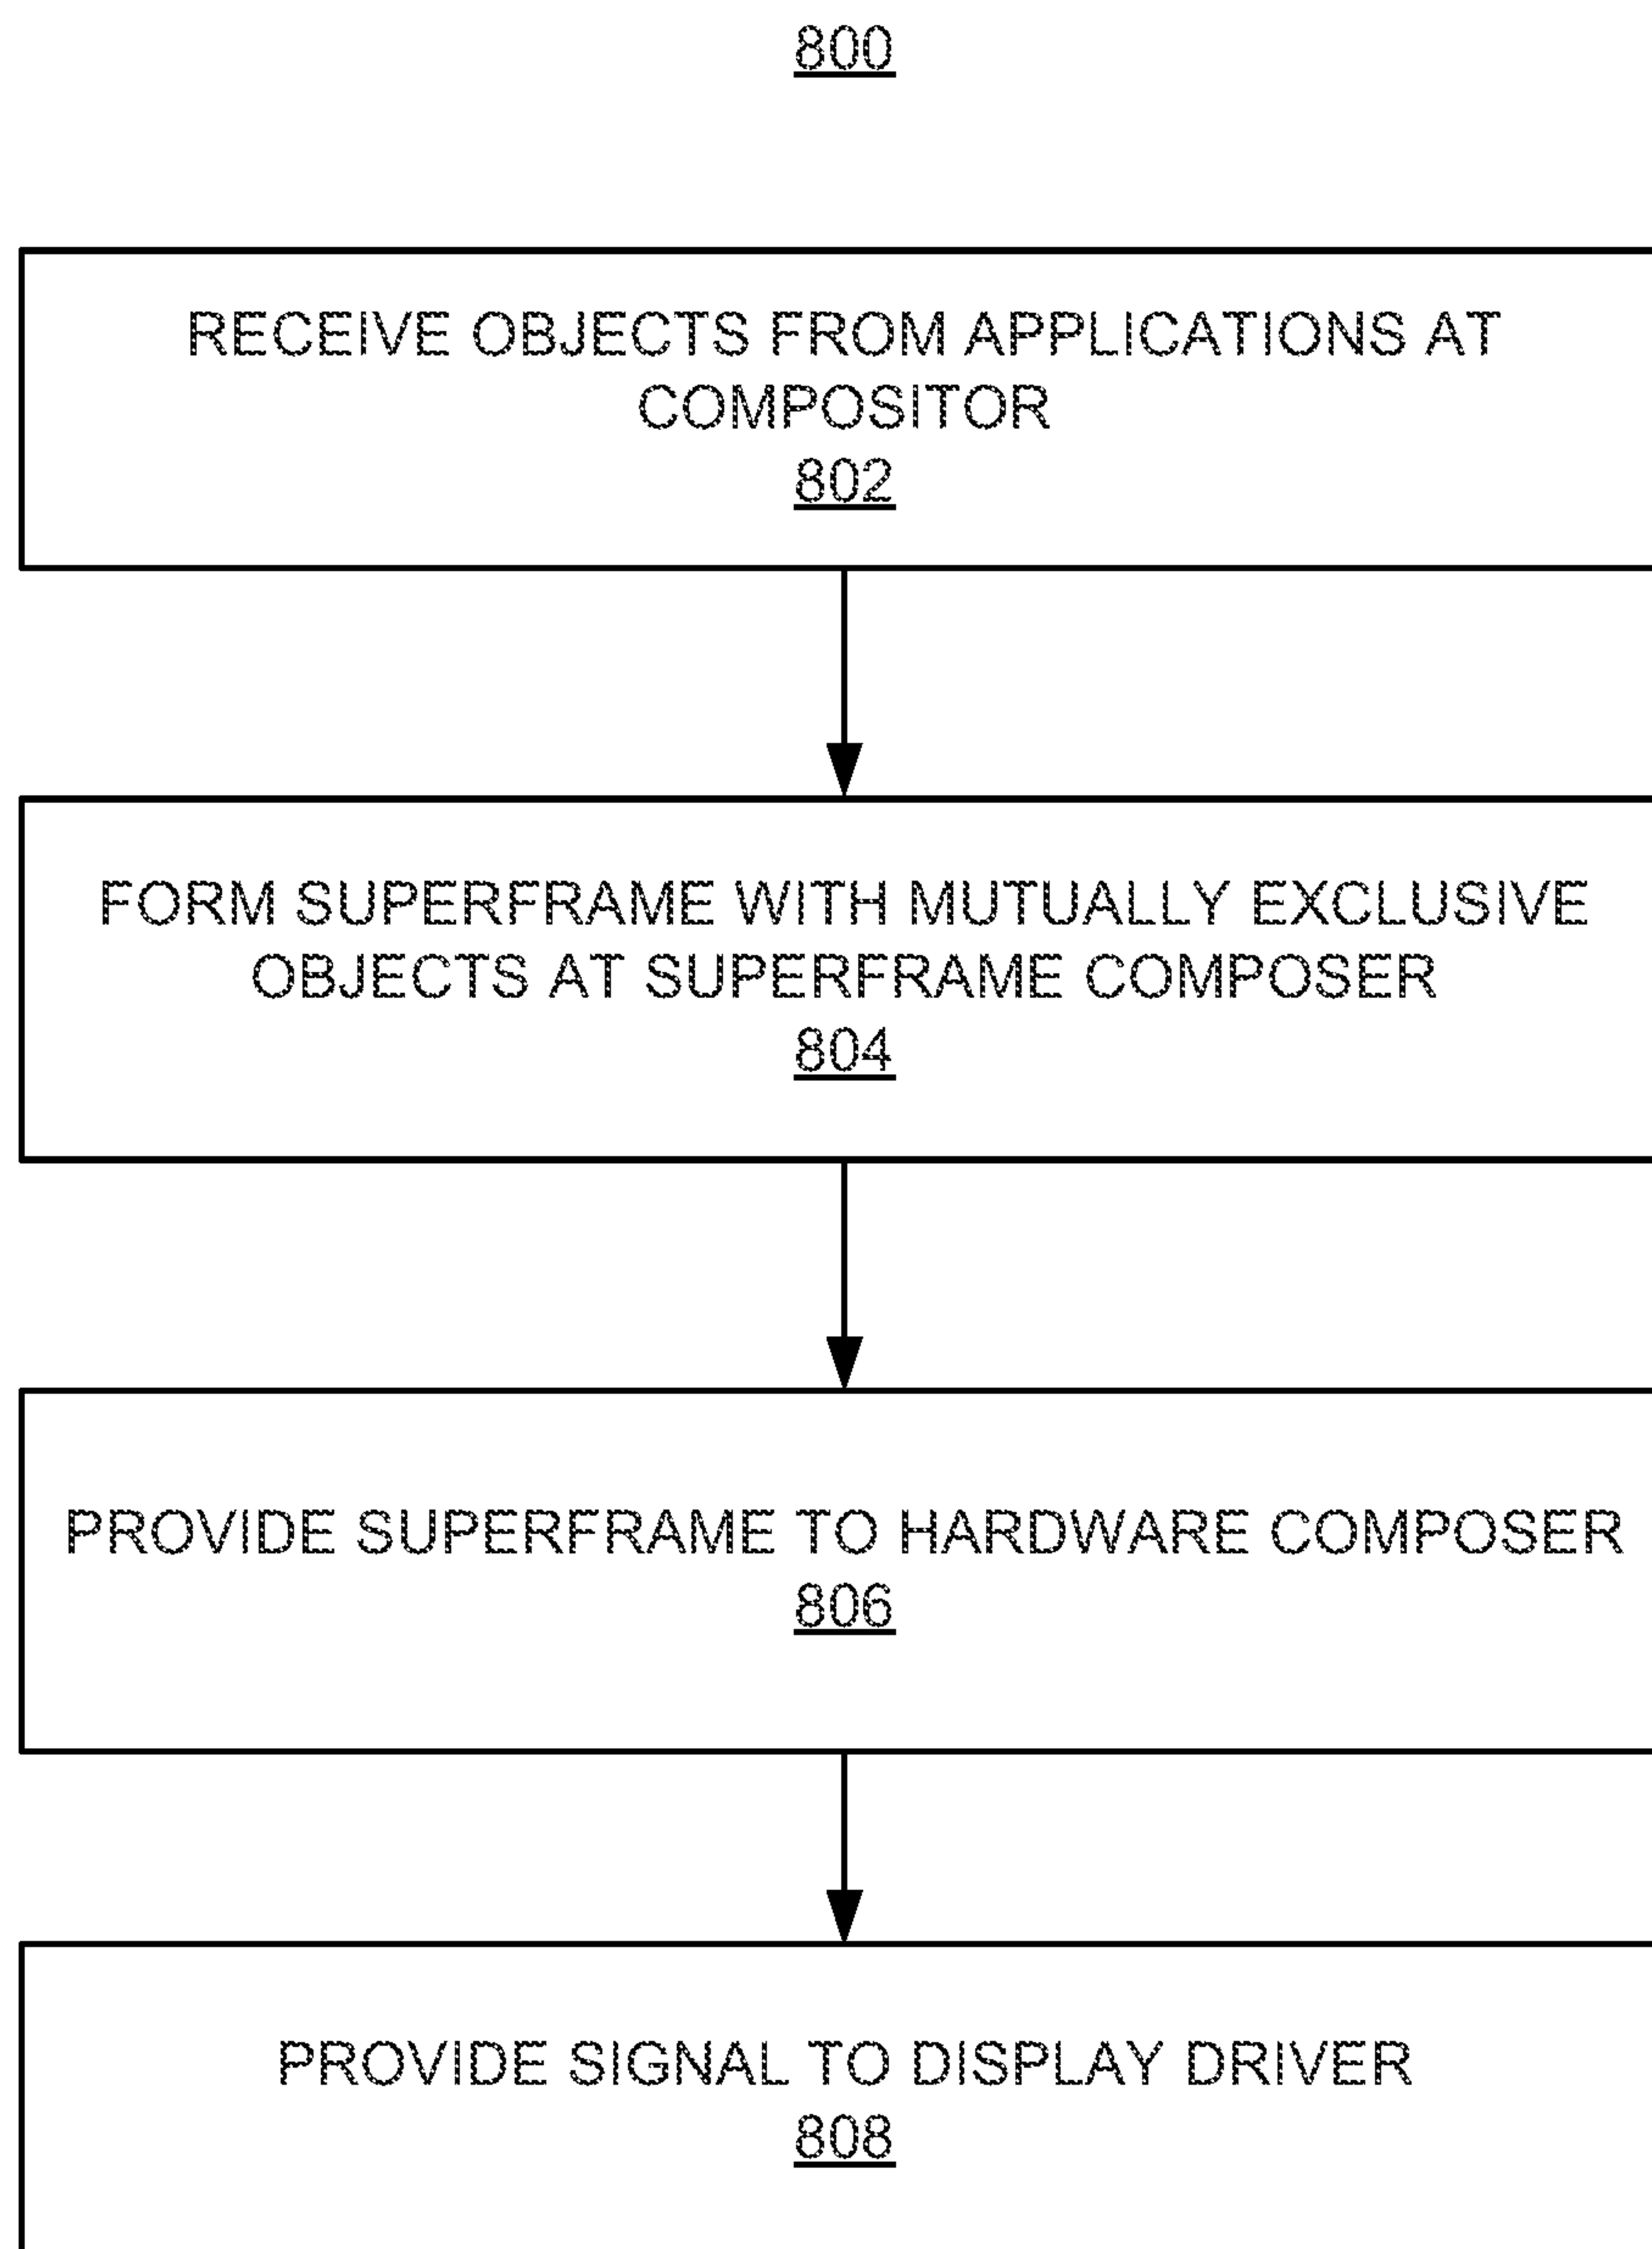 800
RECEIVE OBJECTS FROM APPLICATIONS AT
COMPOSITOR
802
FORM SUPERFRAME WITH MUTUALLY EXCLUSIVE
OBJECTS AT SUPERFRAME COMPOSER
804
PROVIDE SUPERFRAME TO HARDWARE COMPOSER
806
PROVIDE SIGNAL TO DISPLAY DRIVER
808